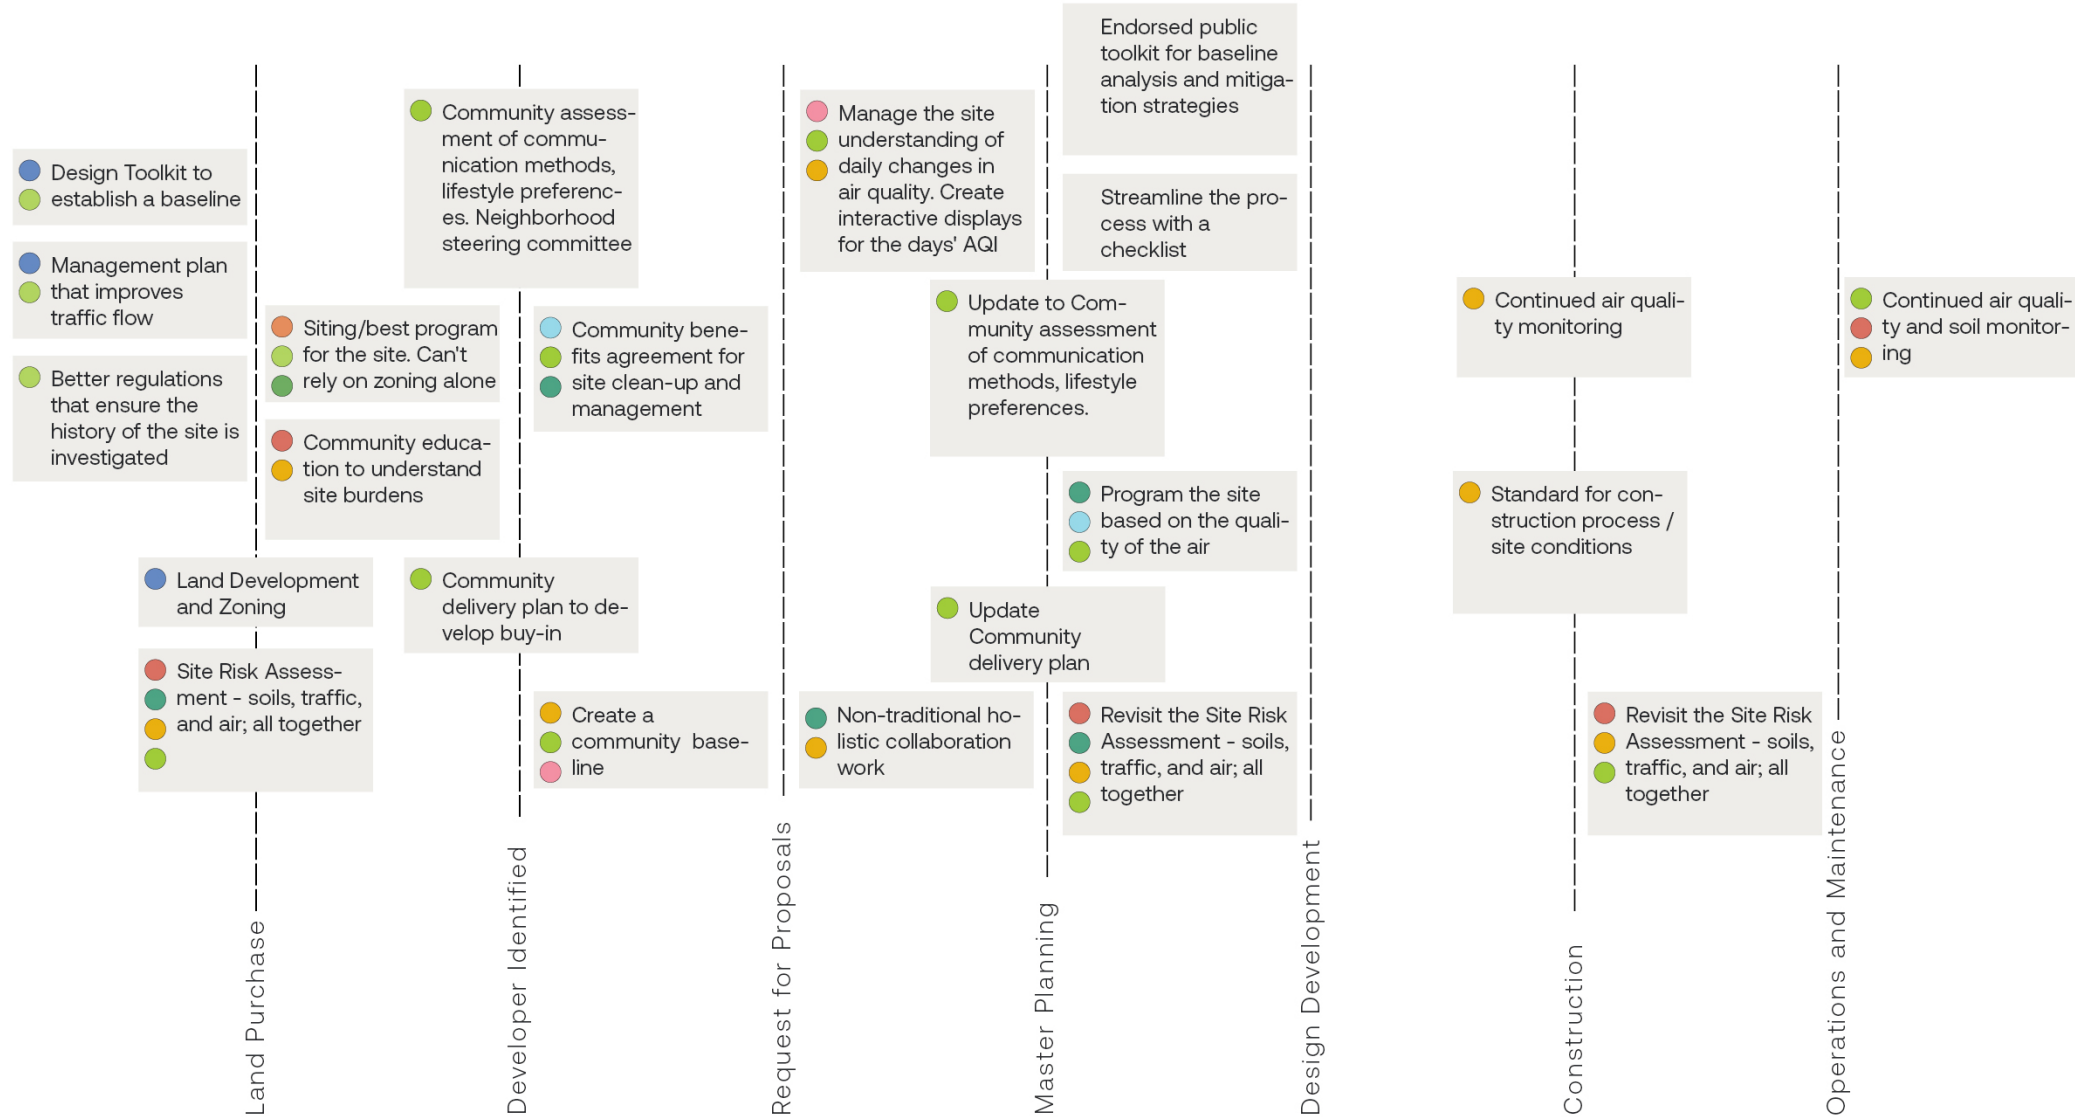 Design Toolkit to
establish a baseline
Management plan
that improves
traffic flow
Better regulations
that ensure the
history of the site is
investigated
Land Development
and Zoning
Site Risk Assess-
ment - soils, traffic,
and air; all together
Siting/best program
for the site. Can't
rely on zoning alone
Community educa-
tion to understand
site burdens
Community assess-
ment of commu-
nication methods,
lifestyle preferenc-
es. Neighborhood
steering committee
Community delivery plan to de-
velop buy-in
Community bene-
fits agreement for
site clean-up and
management
Create a
community base-
line
Manage the site
understanding of
daily changes in
air quality. Create
interactive displays
for the days' AQI
Non-traditional ho-
listic collaboration
work
Update to Com-
munity assessment
of communication
methods, lifestyle
preferences.
Update
Community
delivery plan
Endorsed public
toolkit for baseline
analysis and mitiga-
tion strategies
Streamline the pro-
cess with a
checklist
Program the site
based on the quali-
ty of the air
Revisit the Site Risk
Assessment - soils,
traffic, and air; all
together
Continued air quali-
ty monitoring
Standard for con-
struction process /
site conditions
Revisit the Site Risk
Assessment - soils,
traffic, and air; all
together
Continued air quali-
ty and soil monitor-
ing
Land Purchase
Developer Identified
Request for Proposals
Master Planning
Design Development
Construction
Operations and Maintenance